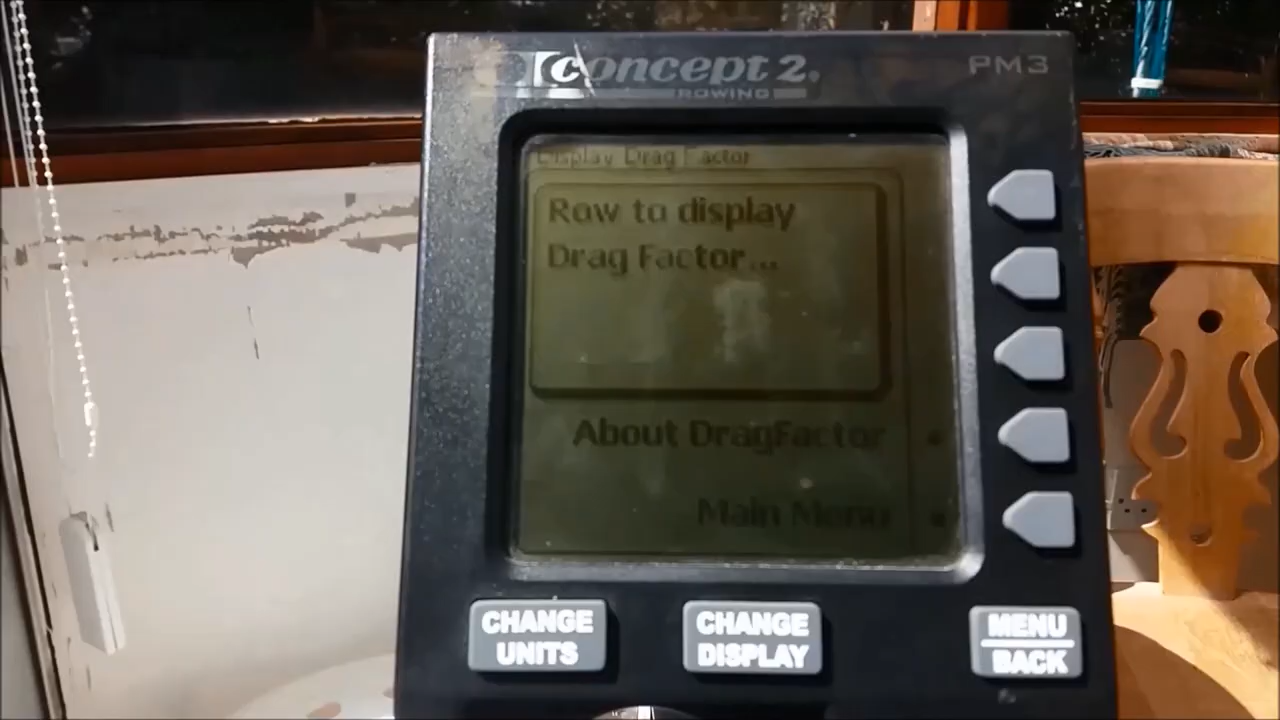 Concept 2.
ROWING
PM3
Display Drag Factor
Row to display
Drag Factor...
About DragFactor
Main Menu
CHANGE
UNITS
CHANGE
DISPLAY
MENU
BACK